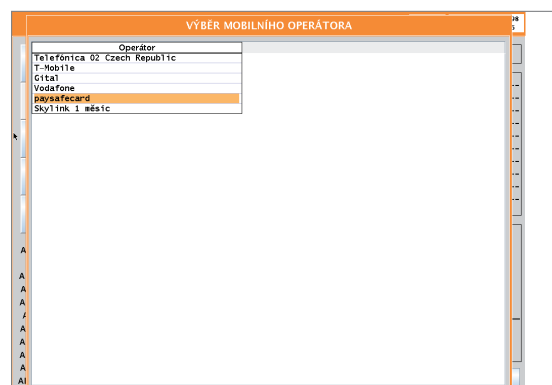 VÝBĚR MOBILNÍHO OPERÁTORA
Operátor
Telefónica O2 Czech Republic
T-Mobile
Gital
Vodafone
paysafecard
Skylink 1 měsíc